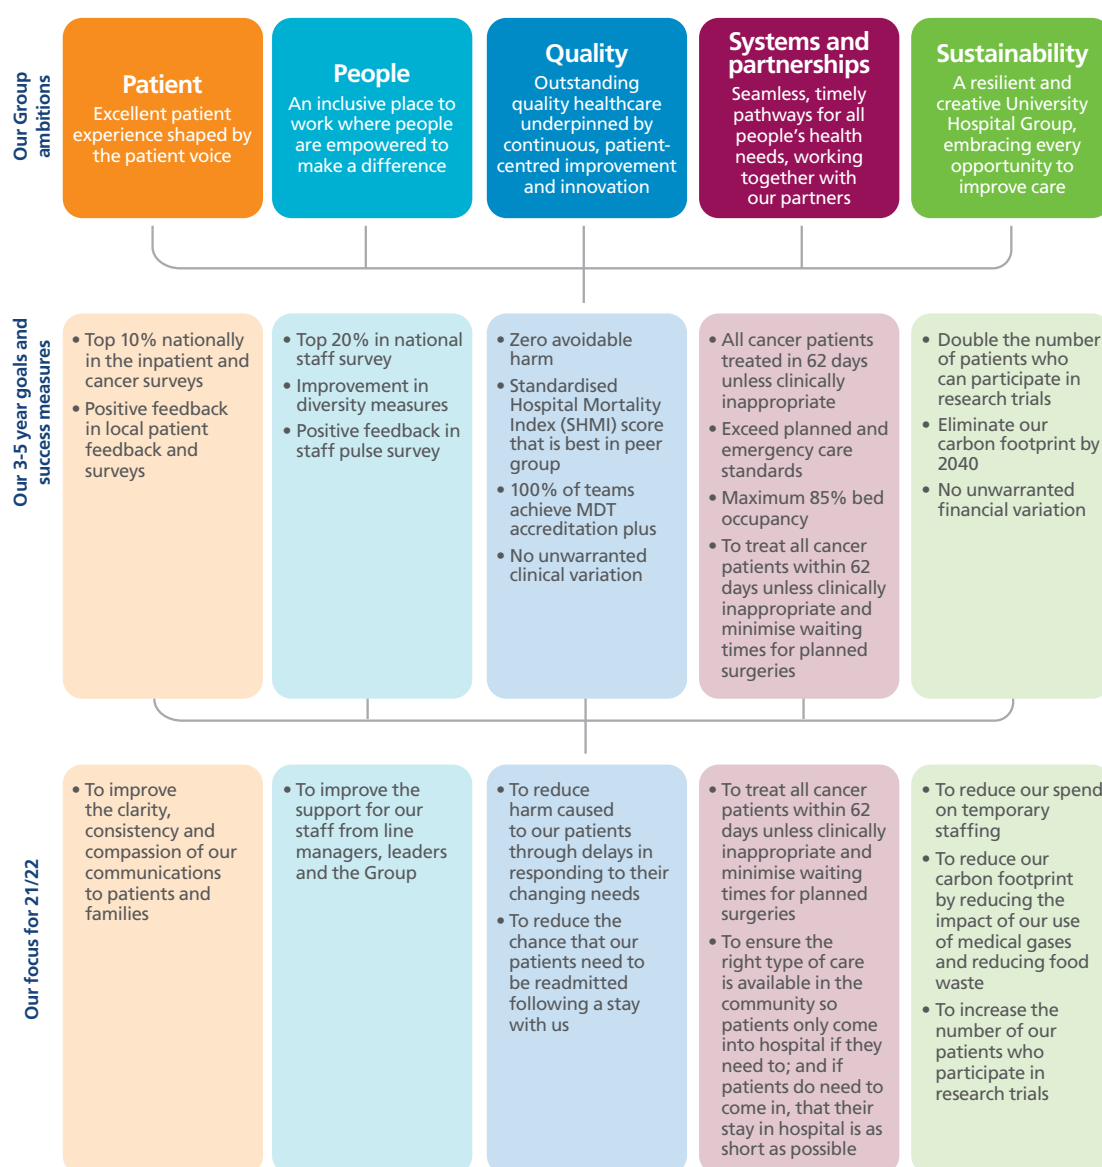 Our Group
ambitions
Patient
Excellent patient
experience shaped by
the patient voice
People
An inclusive place to
work where people
are empowered to
make a difference
Quality
Outstanding
quality healthcare
underpinned by
continuous, patient-
centred improvement
and innovation
Systems and
partnerships
Seamless, timely
pathways for all
people’s health
needs, working
together with
our partners
Sustainability
A resilient and
creative University
Hospital Group,
embracing every
opportunity to
improve care
Our 3-5 year goals and
success measures
• Top 10% nationally
in the inpatient and
cancer surveys
• Positive feedback
in local patient
feedback and
surveys
• Top 20% in national
staff survey
• Improvement in
diversity measures
• Positive feedback in
staff pulse survey
• Zero avoidable
harm
• Standardised
Hospital Mortality
Index (SHMI) score
that is best in peer
group
• 100% of teams
achieve MDT
accreditation plus
• No unwarranted
clinical variation
• All cancer patients
treated in 62 days
unless clinically
inappropriate
• Exceed planned and
emergency care
standards
• Maximum 85% bed
occupancy
• To treat all cancer
patients within 62
days unless clinically
inappropriate and
minimise waiting
times for planned
surgeries
• Double the number
of patients who
can participate in
research trials
• Eliminate our
carbon footprint by
2040
• No unwarranted
financial variation
Our focus for 21/22
• To improve
the clarity,
consistency and
compassion of our
communications
to patients and
families
• To improve the
support for our
staff from line
managers, leaders
and the Group
• To reduce
harm caused
to our patients
through delays in
responding to their
changing needs
• To reduce the
chance that our
patients need to
be readmitted
following a stay
with us
• To treat all cancer
patients within 62
days unless clinically
inappropriate and
minimise waiting
times for planned
surgeries
• To ensure the
right type of care
is available in the
community so
patients only come
into hospital if they
need to; and if
patients do need to
come in, that their
stay in hospital is as
short as possible
• To reduce our spend
on temporary
staffing
• To reduce our
carbon footprint
by reducing the
impact of our use
of medical gases
and reducing food
waste
• To increase the
number of our
patients who
participate in
research trials